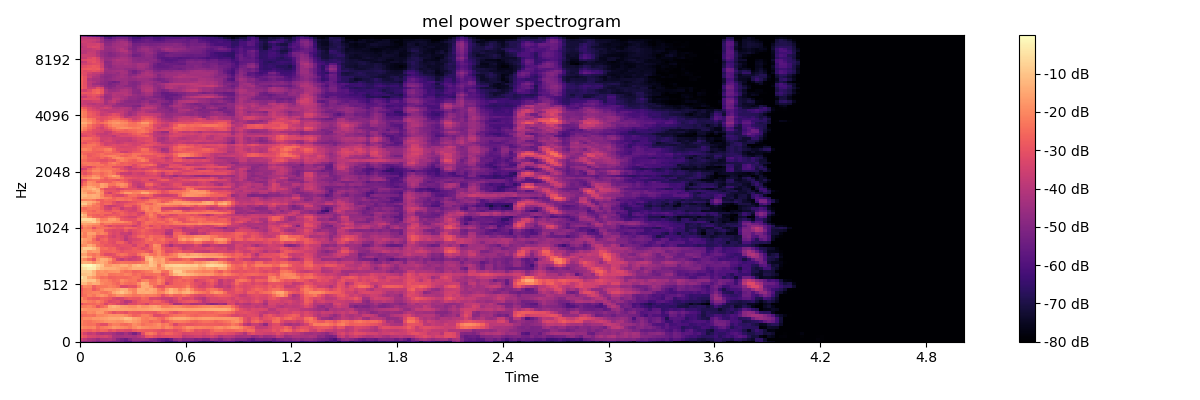 mel power spectrogram
8192
4096
2048
1024
512
0
Hz
0 0.6 1.2 1.8 2.4 3 3.6 4.2 4.8
Time
-10 dB
-20 dB
-30 dB
-40 dB
-50 dB
-60 dB
-70 dB
-80 dB